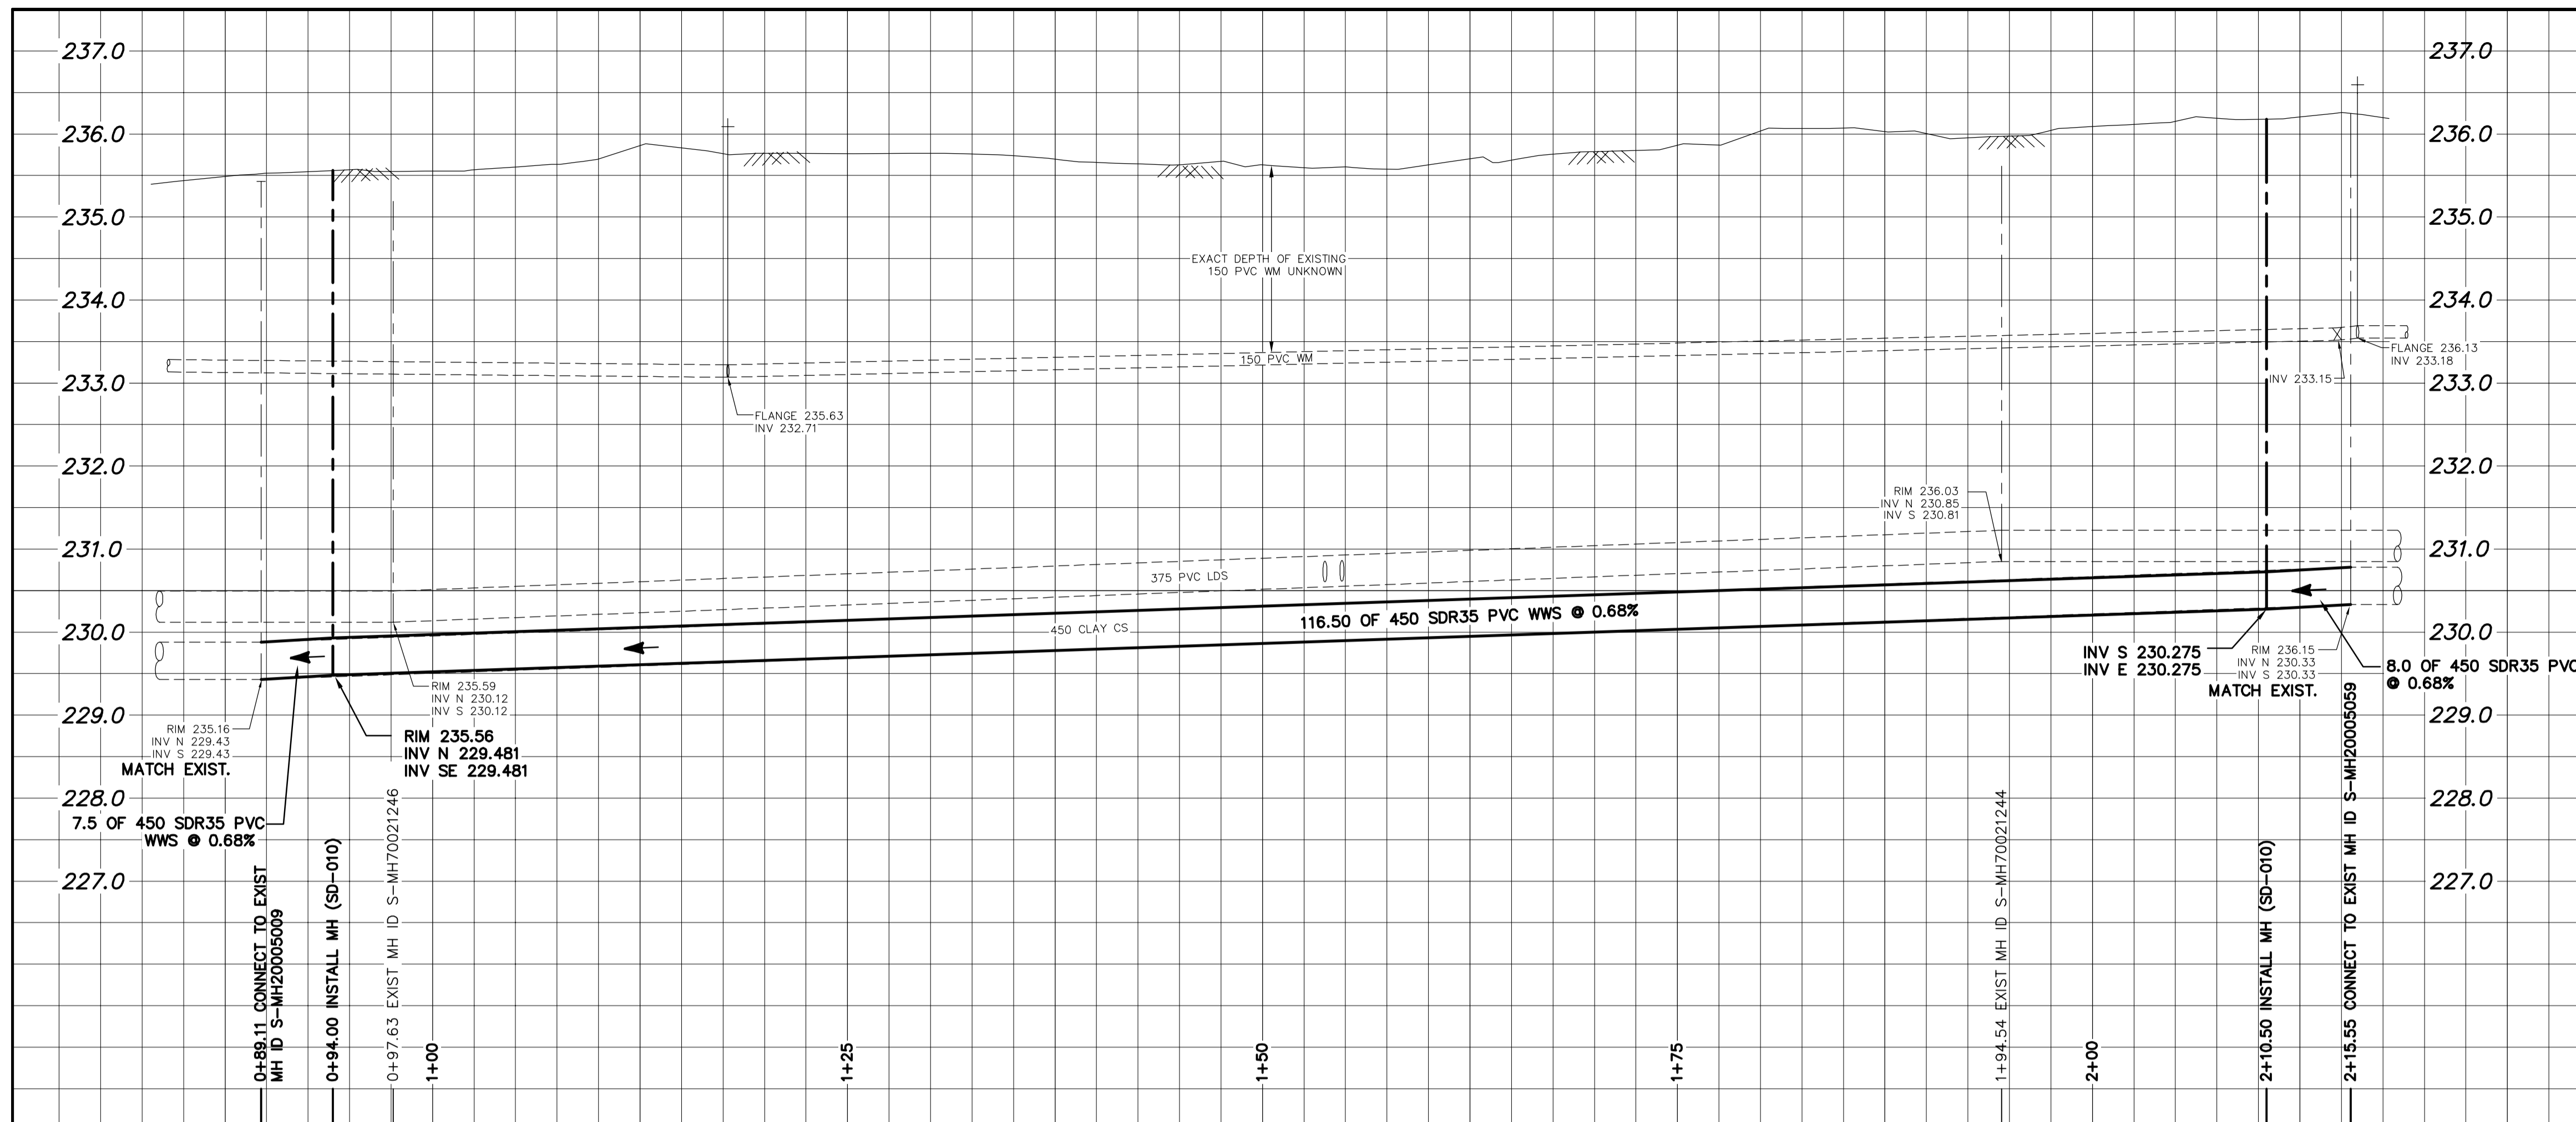 237.0
237.0
236.0
236.0
235.0
235.0
EXACT DEPTH OF EXISTING
150 PVC WM UNKNOWN
234.0
234.0
150 PVC WM
FLANGE 236.13
INV 233.18
INV 233.15
233.0
233.0
FLANGE 235.63
INV 232.71
232.0
232.0
RIM 236.03
INV N 230.85
INV S 230.81
231.0
231.0
375 PVC LDS
116.50 OF 450 SDR35 PVC WWS @ 0.68%
450 CLAY CS
230.0
230.0
INV S 230.275
INV E 230.275
RIM 236.15
INV N 230.33
INV S 230.33
MATCH EXIST.
8.0 OF 450 SDR35 PVC
@ 0.68%
RIM 235.59
INV N 230.12
INV S 230.12
229.0
229.0
RIM 235.16
INV N 229.43
INV S 229.43
MATCH EXIST.
RIM 235.56
INV N 229.481
INV SE 229.481
228.0
228.0
7.5 OF 450 SDR35 PVC
WWS @ 0.68%
227.0
227.0
0+89.11 CONNECT TO EXIST
MH ID S-MH20005009
0+94.00 INSTALL MH (SD-010)
0+97.63 EXIST MH ID S-MH70021246
1+00
1+25
1+50
1+75
1+94.54 EXIST MH ID S-MH70021244
2+00
2+10.50 INSTALL MH (SD-010)
2+15.55 CONNECT TO EXIST MH ID S-MH20005059